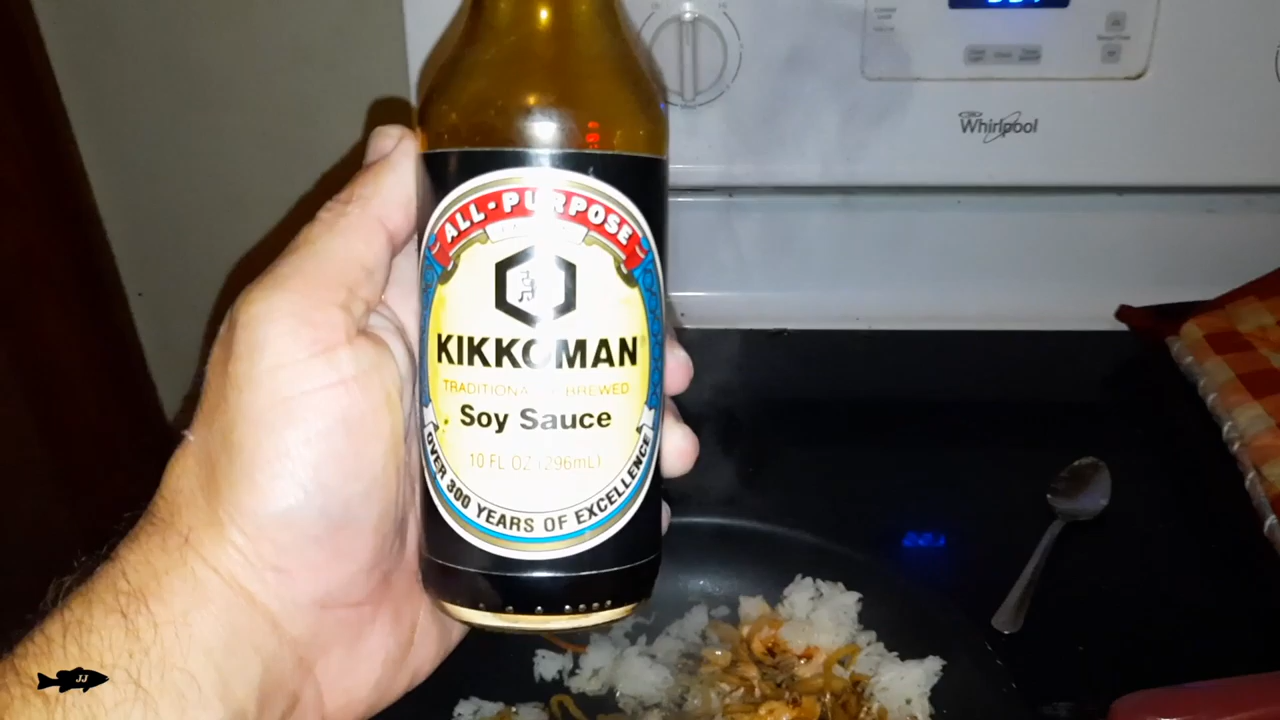 Whirlpool
ALL-PURPOSE
KIKKOMAN
TRADITIONALLY BREWED
Soy Sauce
10 FL OZ (296mL)
OVER 300 YEARS OF EXCELLENCE
JJ